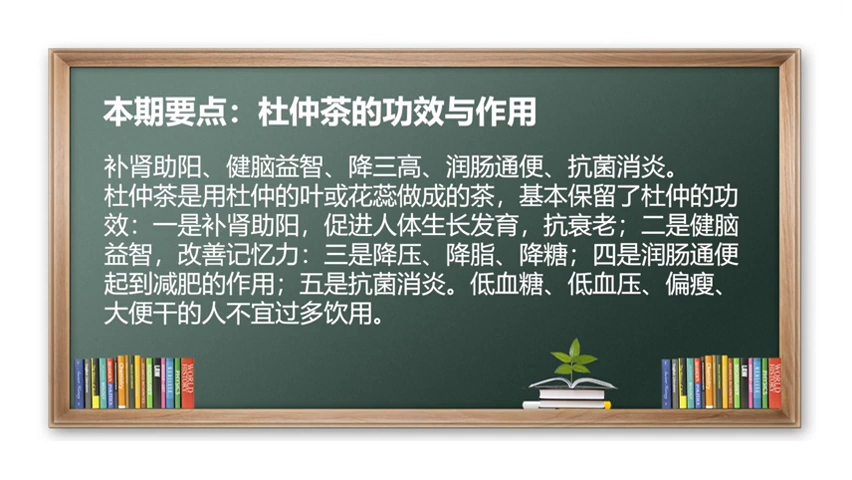 本期要点：杜仲茶的功效与作用
补肾助阳、健脑益智、降三高、润肠通便、抗菌消炎。
杜仲茶是用杜仲的叶或花蕊做成的茶，基本保留了杜仲的功
效：一是补肾助阳，促进人体生长发育，抗衰老；二是健脑
益智，改善记忆力：三是降压、降脂、降糖；四是润肠通便
起到减肥的作用；五是抗菌消炎。低血糖、低血压、偏瘦、
大便干的人不宜过多饮用。
WORLD HISTORY
WORLD HISTORY